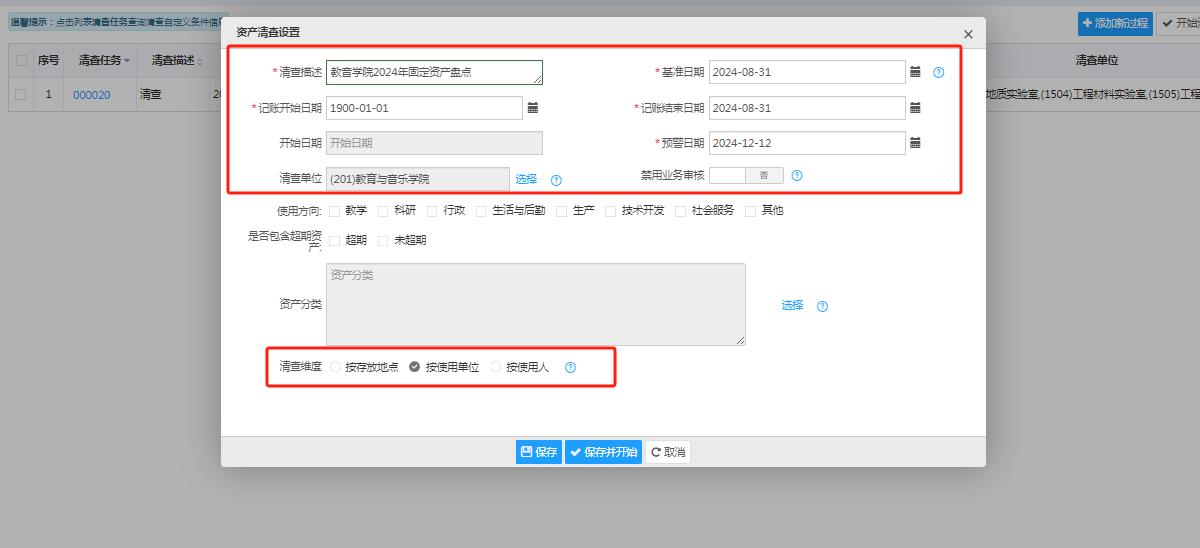 温馨提示：点击列表清查任务查询清查自定义条件信息
添加新过程
开始
序号 清查任务 清查描述 清查单位
1 000020 清查 地质实验室,(1504)工程材料实验室,(1505)工程
资产清查设置
*清查描述 教音学院2024年固定资产盘点 *基准日期 2024-08-31
*记账开始日期 1900-01-01 *记账结束日期 2024-08-31
开始日期 开始日期 *预警日期 2024-12-12
清查单位 (201)教育与音乐学院 选择 禁用业务审核 否
使用方向: 教学 科研 行政 生活与后勤 生产 技术开发 社会服务 其他
是否包含超期资
产: 超期 未超期
资产分类 资产分类 选择
清查维度 按存放地点 按使用单位 按使用人
保存 保存并开始 取消